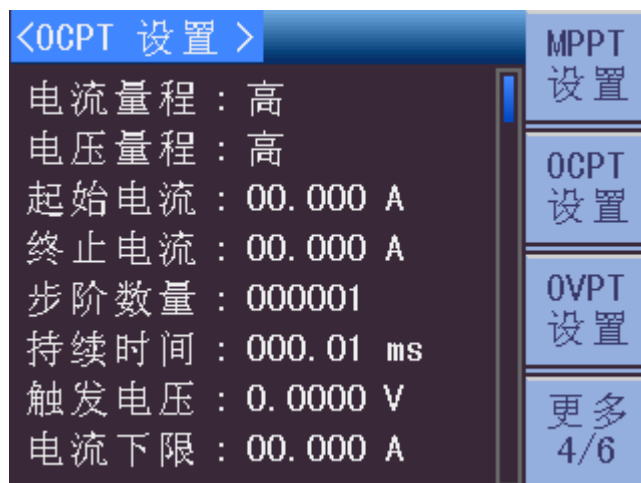 <OCPT 设置 >
电流量程 : 高
电压量程 : 高
起始电流 : 00.000 A
终止电流 : 00.000 A
步阶数量 : 000001
持续时间 : 000.01 ms
触发电压 : 0.0000 V
电流下限 : 00.000 A
MPPT
设置
OCPT
设置
OVPT
设置
更多
4/6